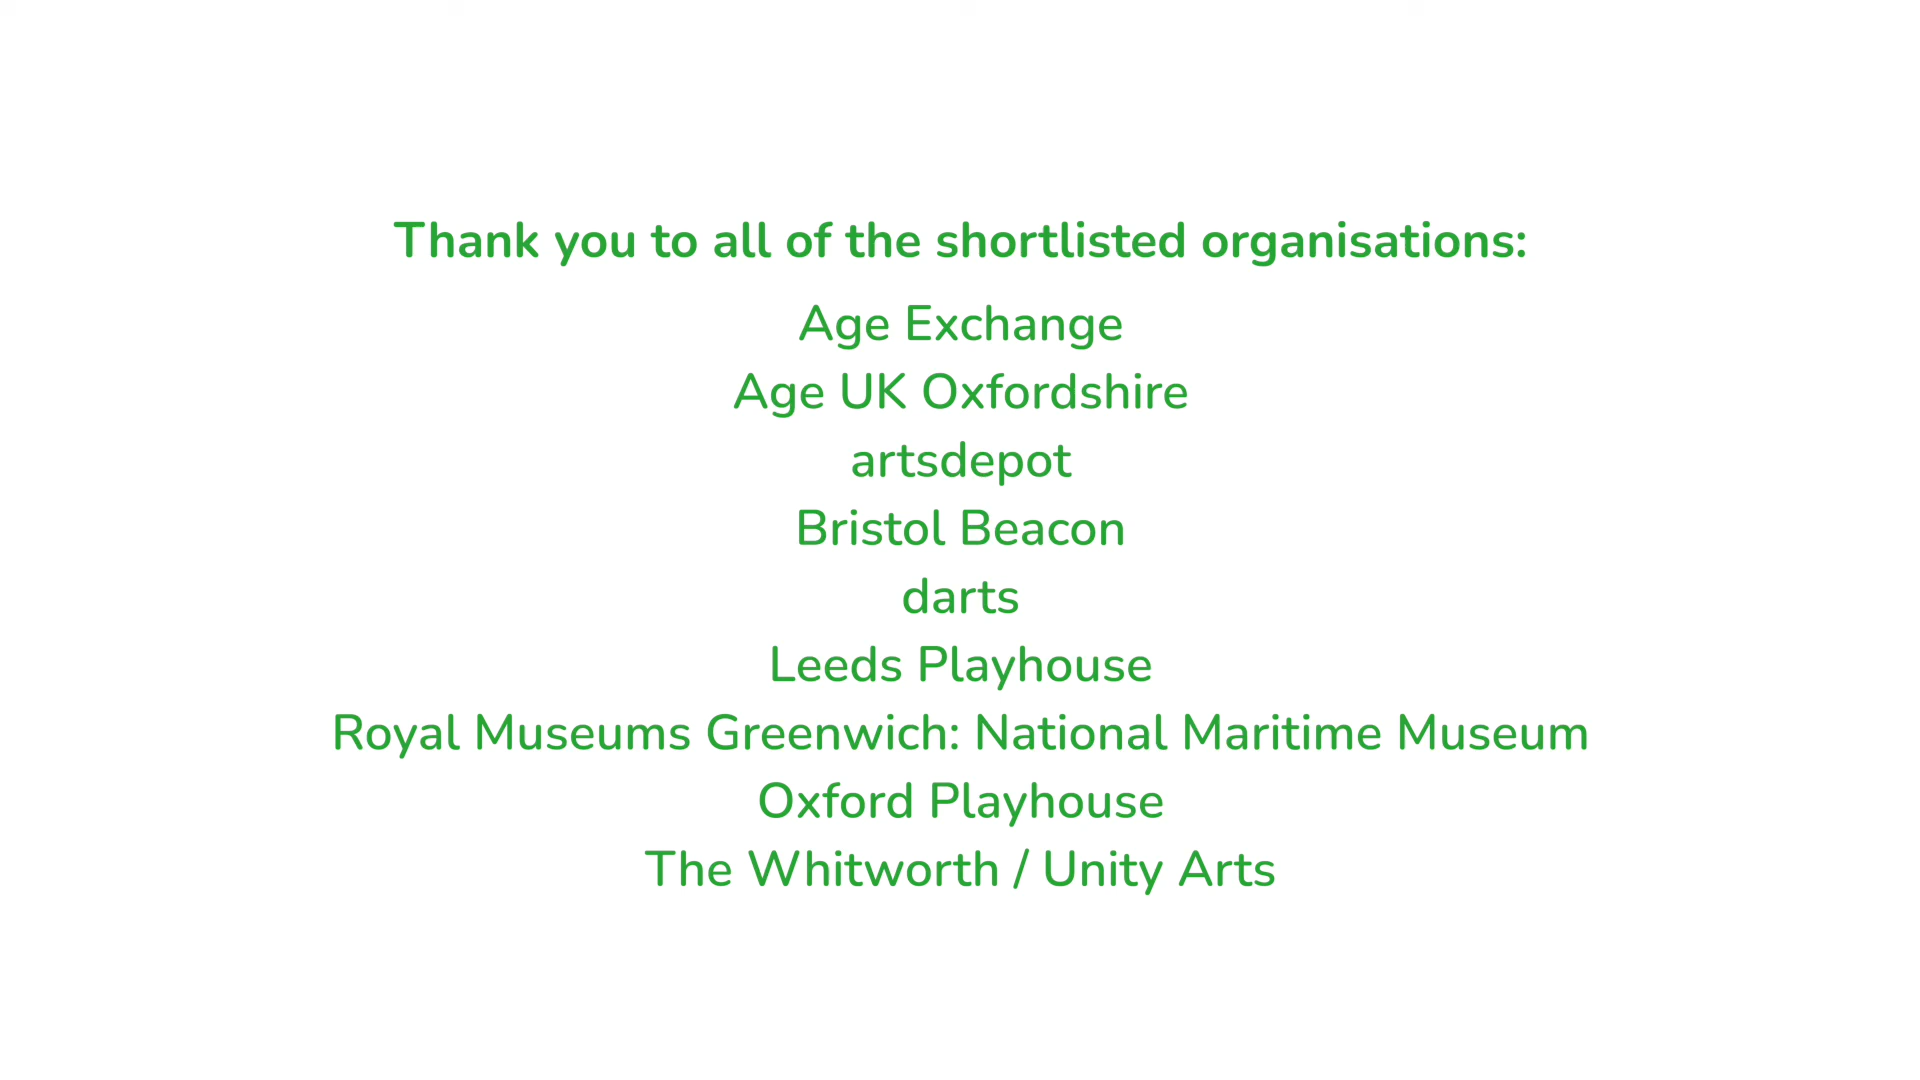 Thank you to all of the shortlisted organisations:
Age Exchange
Age UK Oxfordshire
artsdepot
Bristol Beacon
darts
Leeds Playhouse
Royal Museums Greenwich: National Maritime Museum
Oxford Playhouse
The Whitworth / Unity Arts